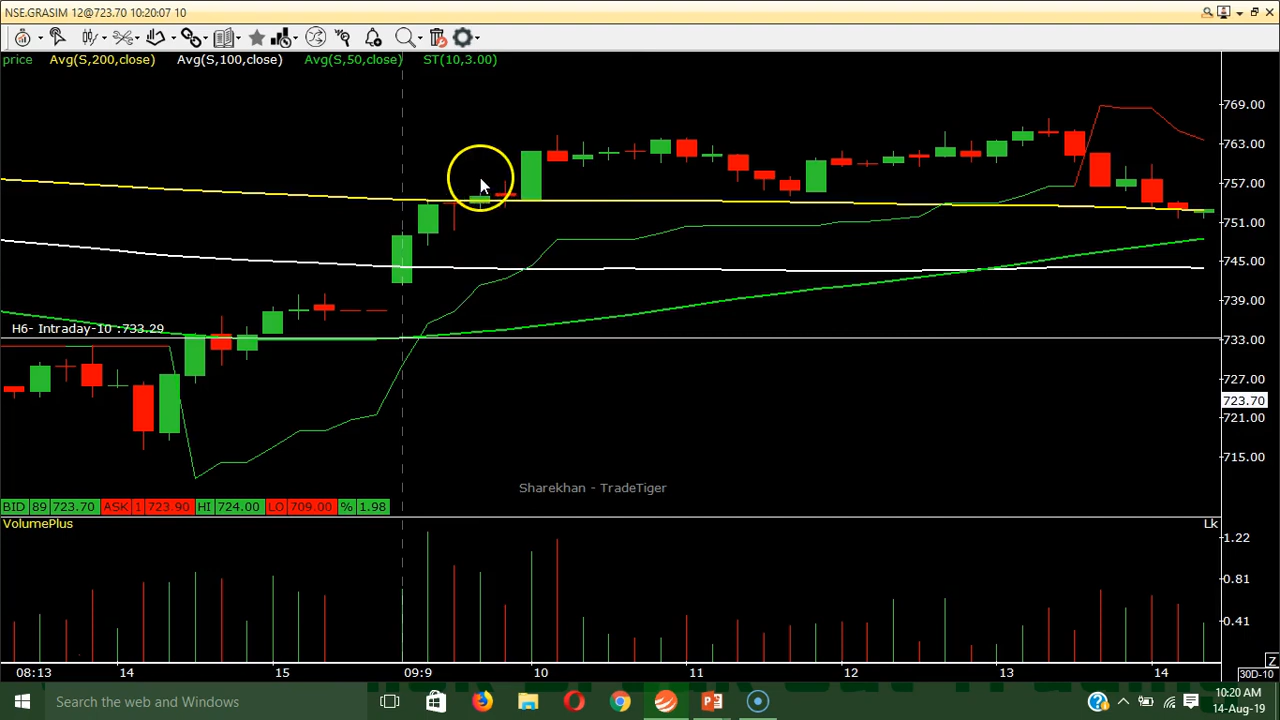 NSE.GRASIM 12@723.70 10:20:07 10
price Avg(S,200,close) Avg(S,100,close) Avg(S,50,close) ST(10,3.00)
769.00
763.00
757.00
751.00
745.00
739.00
H6- Intraday-10 :733.29
733.00
727.00
723.70
721.00
715.00
Sharekhan - TradeTiger
BID 89 723.70 ASK 1 723.90 HI 724.00 LO 709.00 % 1.98
VolumePlus Lk
1.22
0.81
0.41
Z
08:13 14 15 09:9 10 11 12 13 14 30D-10
Search the web and Windows
10:20 AM
14-Aug-19